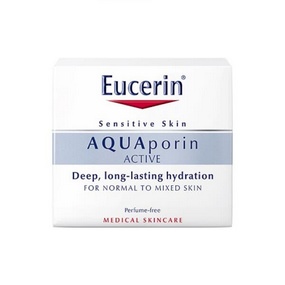 Eucerin®
Sensitive Skin
AQUAporin
ACTIVE
Deep, long-lasting hydration
FOR NORMAL TO MIXED SKIN
Perfume-free
MEDICAL SKINCARE